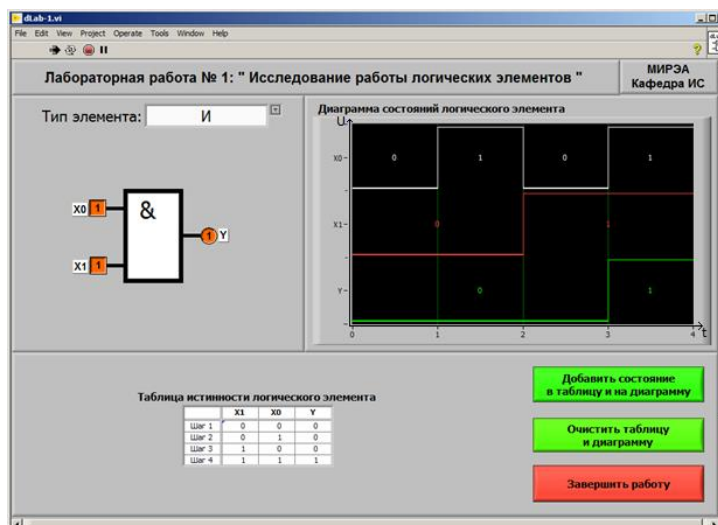 dLab-1.vi
File Edit View Project Operate Tools Window Help
Лабораторная работа № 1: " Исследование работы логических элементов "
МИРЭА
Кафедра ИС
Тип элемента: И
X0 1
&
1 Y
X1 1
Диаграмма состояний логического элемента
U
X0
0 1 0 1
X1
0 1
Y
0 1
0 1 2 3 4 t
Таблица истинности логического элемента
X1 X0 Y
Шаг 1 0 0 0
Шаг 2 0 1 0
Шаг 3 1 0 0
Шаг 4 1 1 1
Добавить состояние
в таблицу и на диаграмму
Очистить таблицу
и диаграмму
Завершить работу